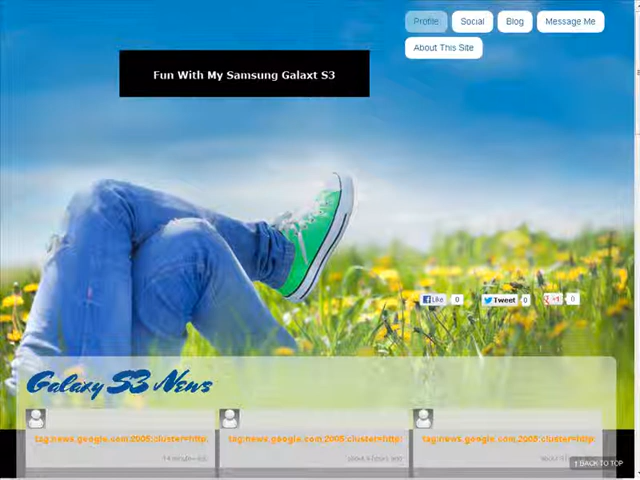 Profile
Social
Blog
Message Me
About This Site
Fun With My Samsung Galaxt S3
Like 0
Tweet 0
+1 0
Galaxy S3 News
tag:news.google.com,2005:cluster=http:
tag:news.google.com,2005:cluster=http:
tag:news.google.com,2005:cluster=http:
BACK TO TOP